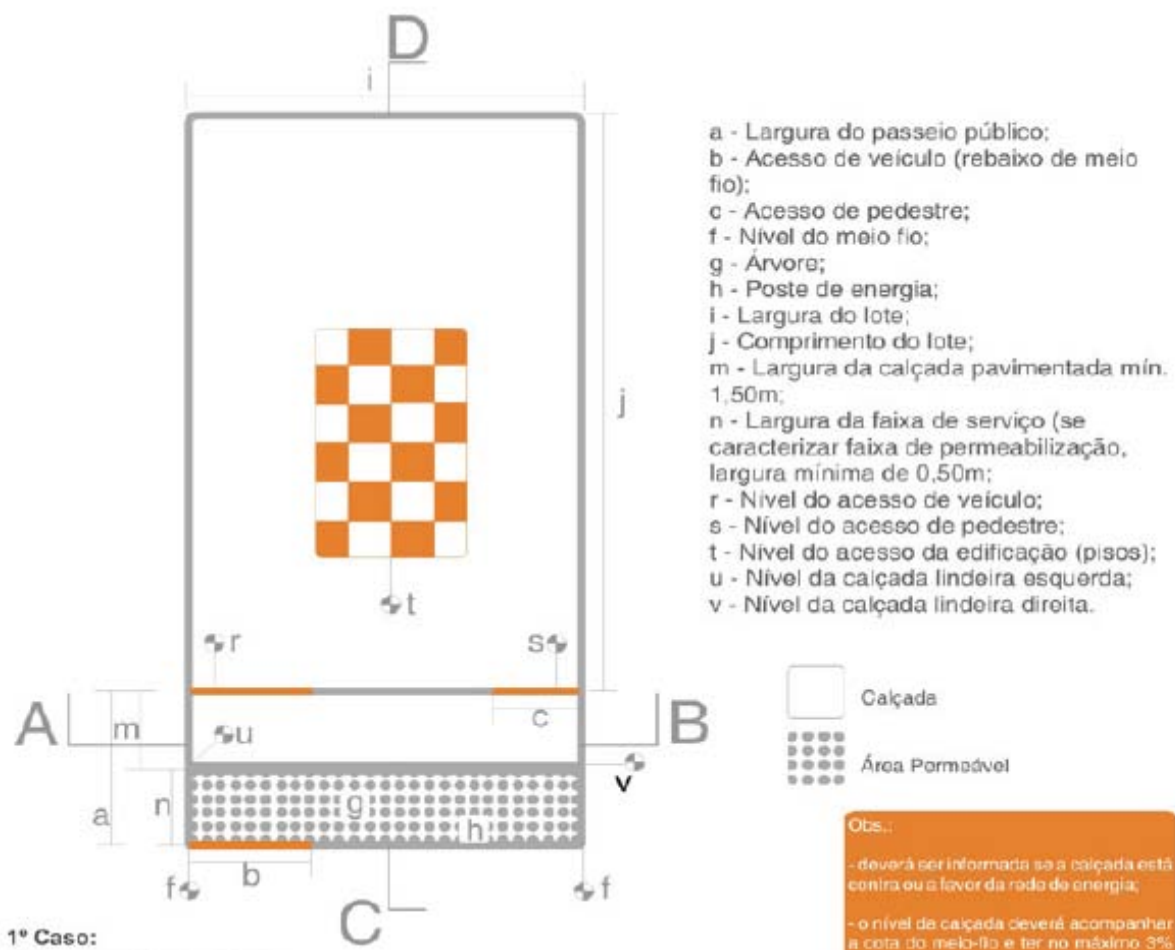 D
i
a - Largura do passeio público;
b - Acesso de veículo (rebaixo de meio
fio);
c - Acesso de pedestre;
f - Nível do meio fio;
g - Árvore;
h - Poste de energia;
i - Largura do lote;
j - Comprimento do lote;
m - Largura da calçada pavimentada mín.
1,50m;
n - Largura da faixa de serviço (se
caracterizar faixa de permeabilização,
largura mínima de 0,50m;
r - Nível do acesso de veículo;
s - Nível do acesso de pedestre;
t - Nível do acesso da edificação (pisos);
u - Nível da calçada lindeira esquerda;
v - Nível da calçada lindeira direita.
j
t
r
s
A
m
u
c
B
v
a
n
g
h
b
f
f
C
Calçada
Área Permeável
Obs.:
- deverá ser informada se a calçada está
contra ou a favor da rede de energia;
- o nível da calçada deverá acompanhar
a cota do meio-fio e ter no máximo 3%
1º Caso: